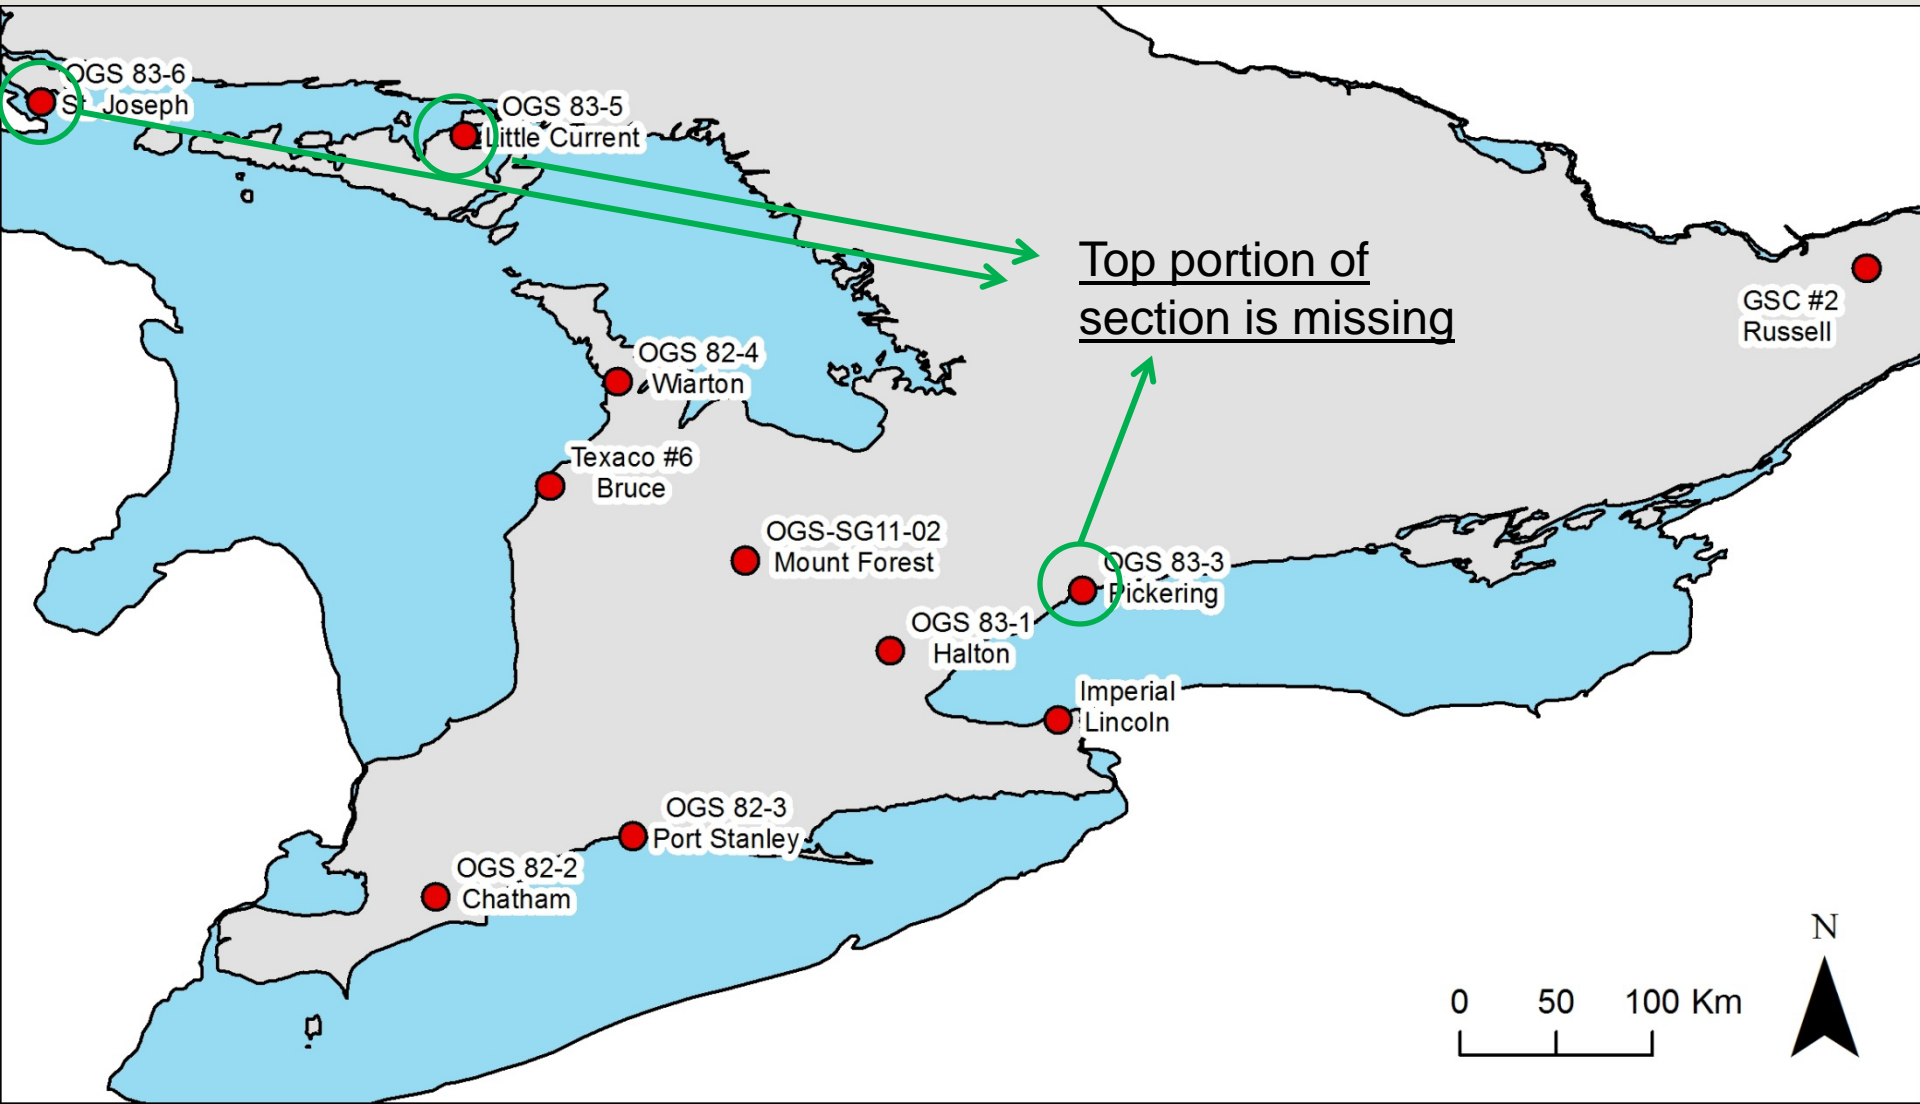 OGS 83-6
St. Joseph
OGS 83-5
Little Current
Top portion of
section is missing
GSC #2
Russell
OGS 82-4
Wiarton
Texaco #6
Bruce
OGS-SG11-02
Mount Forest
OGS 83-3
Pickering
OGS 83-1
Halton
Imperial
Lincoln
OGS 82-3
Port Stanley
OGS 82-2
Chatham
N
0 50 100 Km